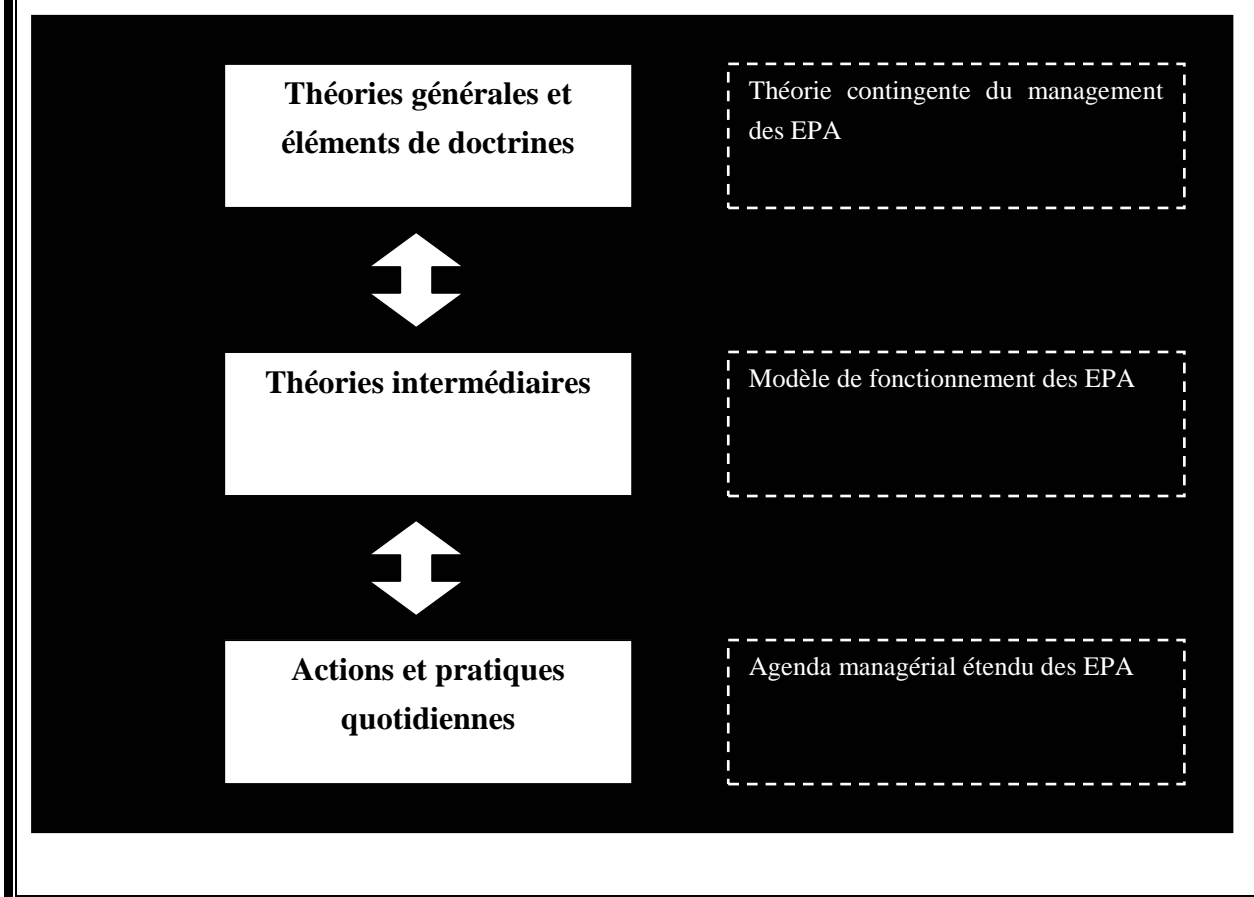 Théories générales et
éléments de doctrines
Théorie contingente du management
des EPA
Théories intermédiaires
Modèle de fonctionnement des EPA
Actions et pratiques
quotidiennes
Agenda managérial étendu des EPA